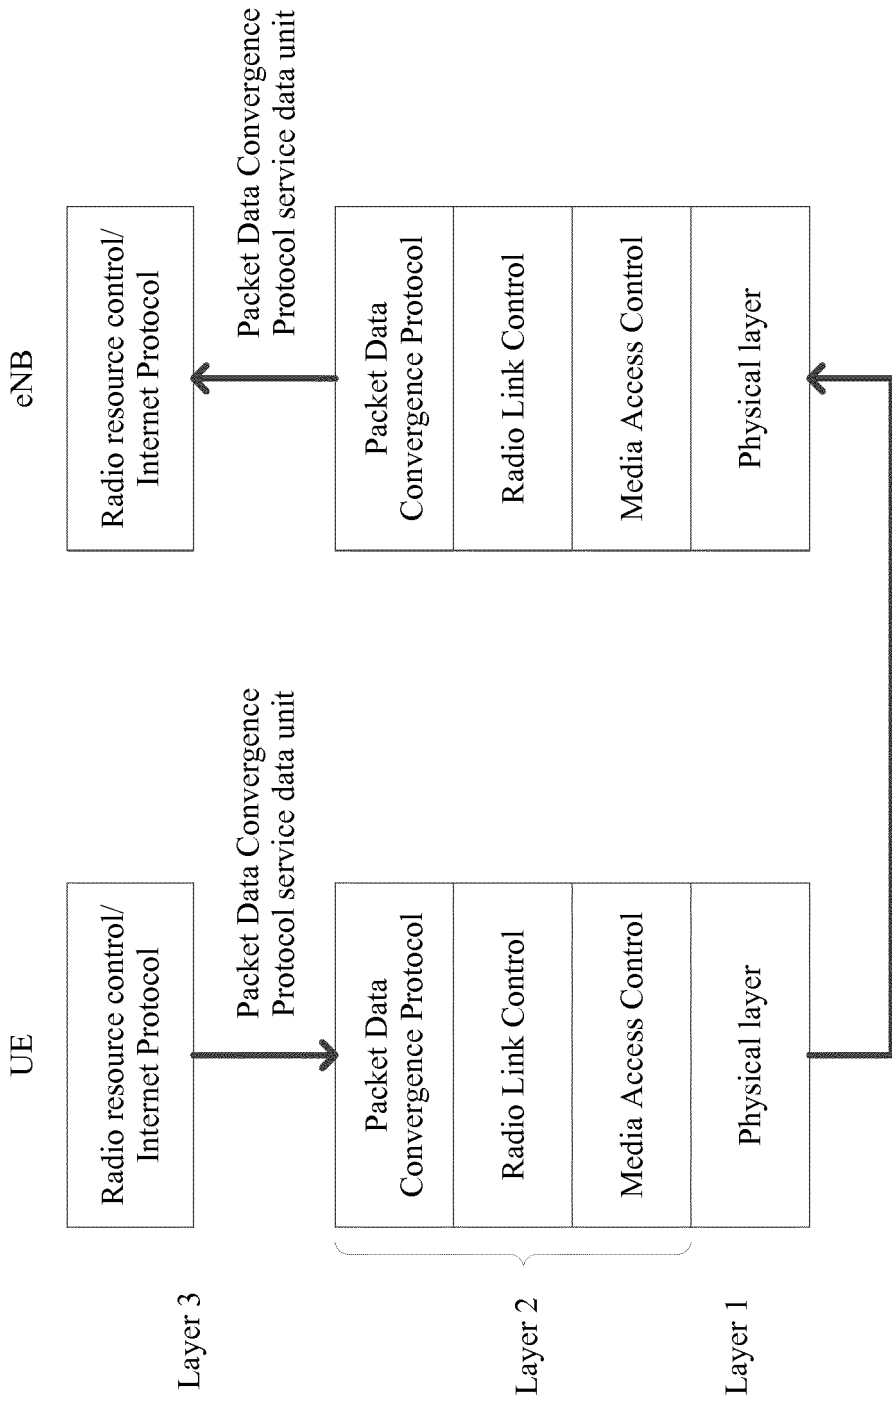 UE
eNB
Layer 3
Radio resource control/
Internet Protocol
Radio resource control/
Internet Protocol
Packet Data Convergence
Protocol service data unit
Packet Data Convergence
Protocol service data unit
Layer 2
Packet Data
Convergence Protocol
Packet Data
Convergence Protocol
Radio Link Control
Radio Link Control
Media Access Control
Media Access Control
Layer 1
Physical layer
Physical layer